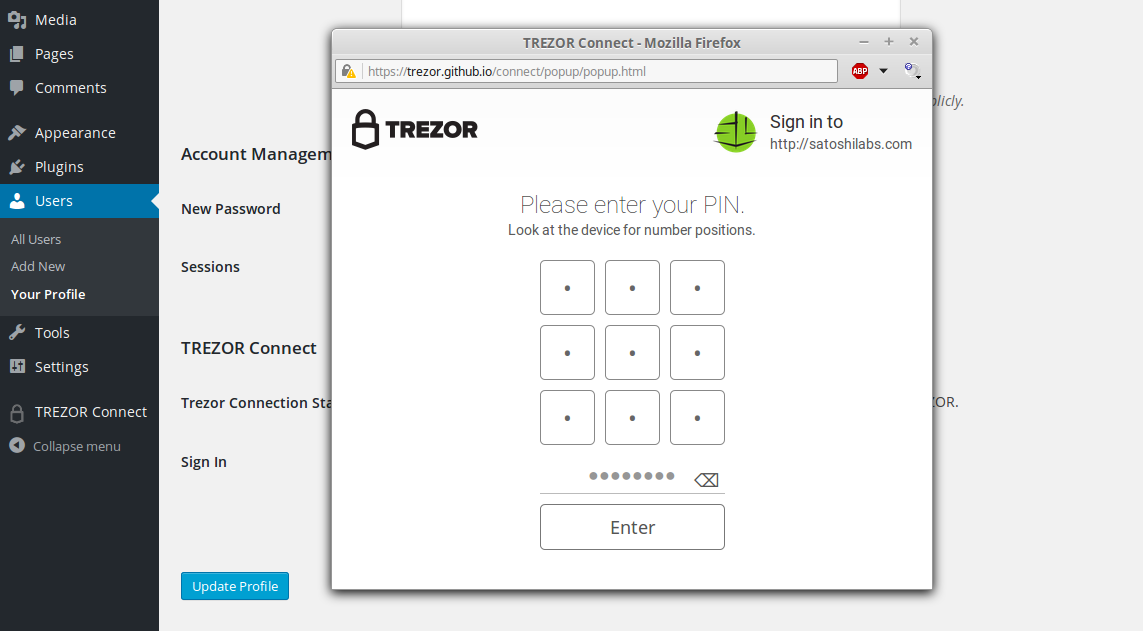 Media
Pages
Comments
Appearance
Plugins
Users
All Users
Add New
Your Profile
Tools
Settings
TREZOR Connect
Collapse menu
Account Managem
New Password
Sessions
TREZOR Connect
Trezor Connection Sta
Sign In
Update Profile
TREZOR Connect - Mozilla Firefox
https://trezor.github.io/connect/popup/popup.html
ABP
TREZOR
Sign in to
http://satoshilabs.com
Please enter your PIN.
Look at the device for number positions.
Enter
blicly.
ZOR.